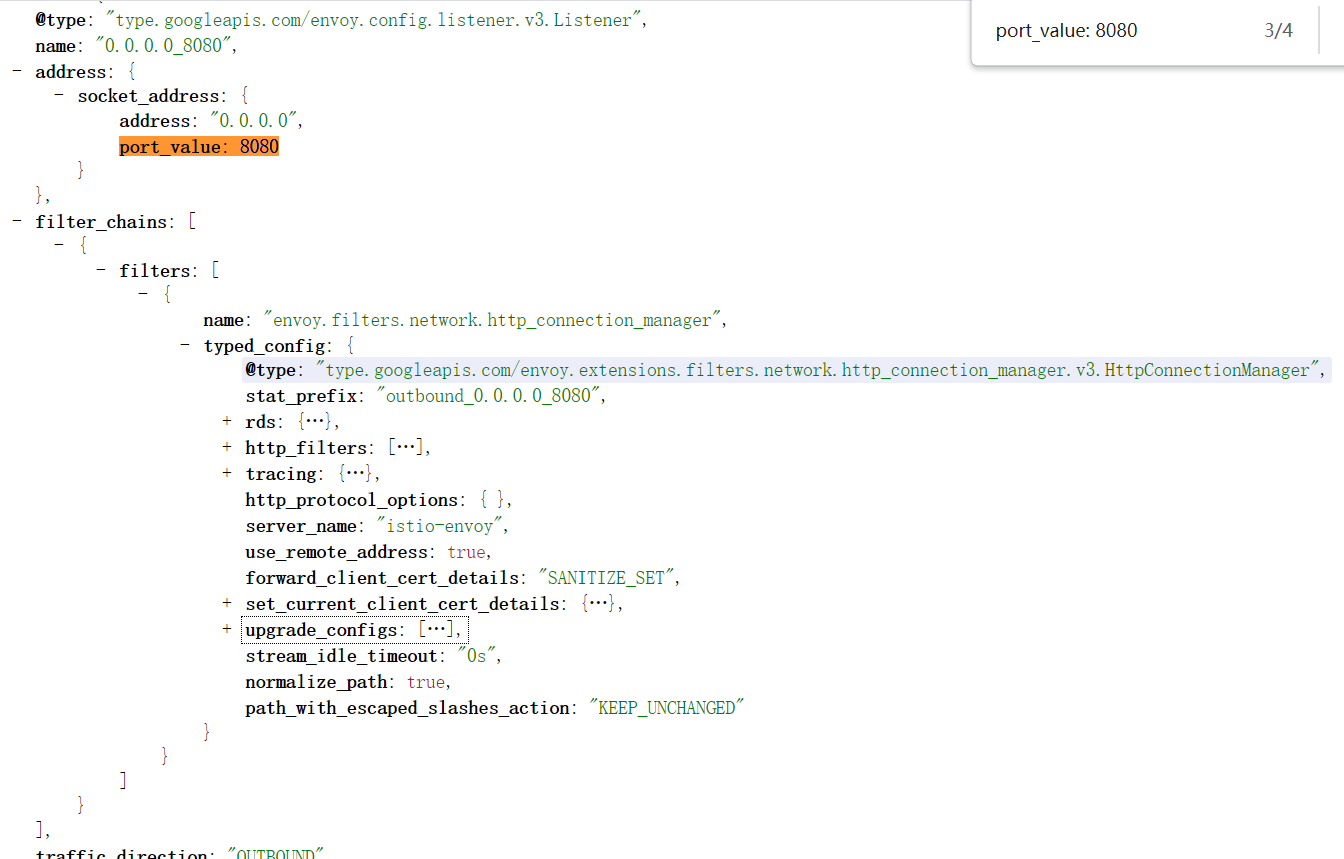 @type: "type.googleapis.com/envoy.config.listener.v3.Listener",
port_value: 8080 3/4
name: "0.0.0.0_8080",
- address: {
- socket_address: {
address: "0.0.0.0",
port_value: 8080
}
},
- filter_chains: [
- {
- filters: [
- {
name: "envoy.filters.network.http_connection_manager",
- typed_config: {
@type: "type.googleapis.com/envoy.extensions.filters.network.http_connection_manager.v3.HttpConnectionManager",
stat_prefix: "outbound_0.0.0.0_8080",
+ rds: {…},
+ http_filters: […],
+ tracing: {…},
http_protocol_options: { },
server_name: "istio-envoy",
use_remote_address: true,
forward_client_cert_details: "SANITIZE_SET",
+ set_current_client_cert_details: {…},
+ upgrade_configs: […],
stream_idle_timeout: "0s",
normalize_path: true,
path_with_escaped_slashes_action: "KEEP_UNCHANGED"
}
}
]
}
],
traffic_direction: "OUTBOUND"